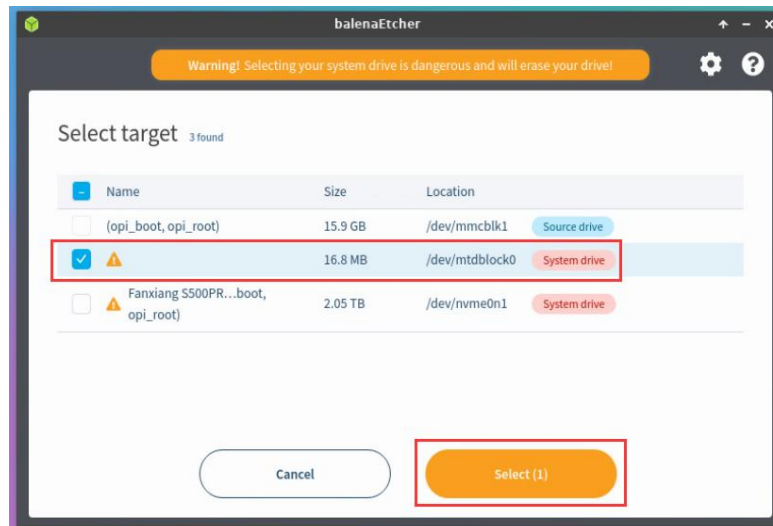 balenaEtcher
Warning! Selecting your system drive is dangerous and will erase your drive!
Select target 3 found
Name Size Location
(opi_boot, opi_root) 15.9 GB /dev/mmcblk1 Source drive
16.8 MB /dev/mtdblock0 System drive
Fanxiang S500PR...boot,
opi_root) 2.05 TB /dev/nvme0n1 System drive
Cancel Select (1)